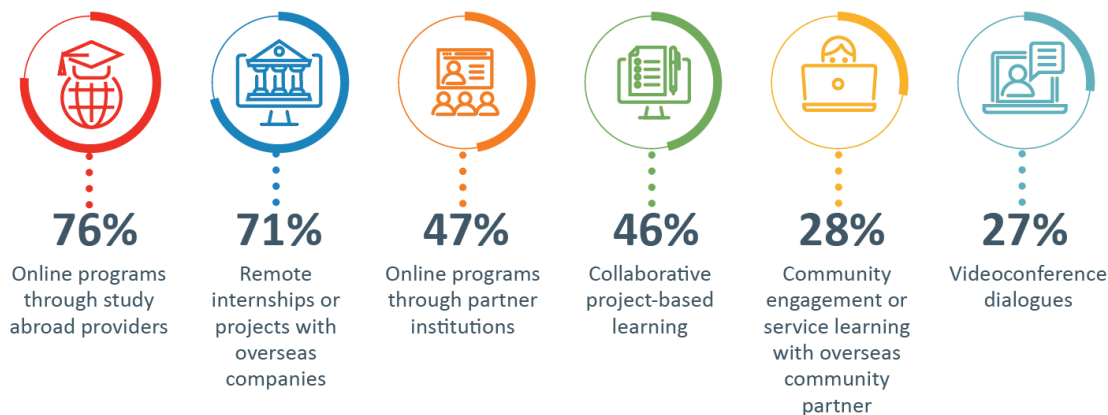 76%
Online programs
through study
abroad providers
71%
Remote
internships or
projects with
overseas
companies
47%
Online programs
through partner
institutions
46%
Collaborative
project-based
learning
28%
Community
engagement or
service learning
with overseas
community
partner
27%
Videoconference
dialogues